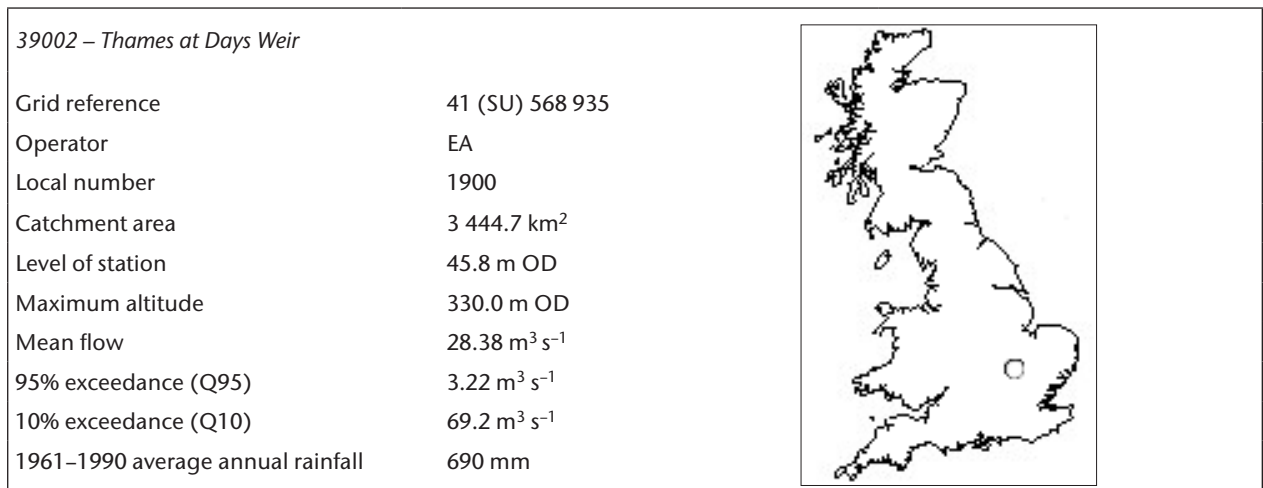 39002 – Thames at Days Weir
Grid reference 41 (SU) 568 935
Operator EA
Local number 1900
Catchment area 3 444.7 km²
Level of station 45.8 m OD
Maximum altitude 330.0 m OD
Mean flow 28.38 m³ s⁻¹
95% exceedance (Q95) 3.22 m³ s⁻¹
10% exceedance (Q10) 69.2 m³ s⁻¹
1961–1990 average annual rainfall 690 mm